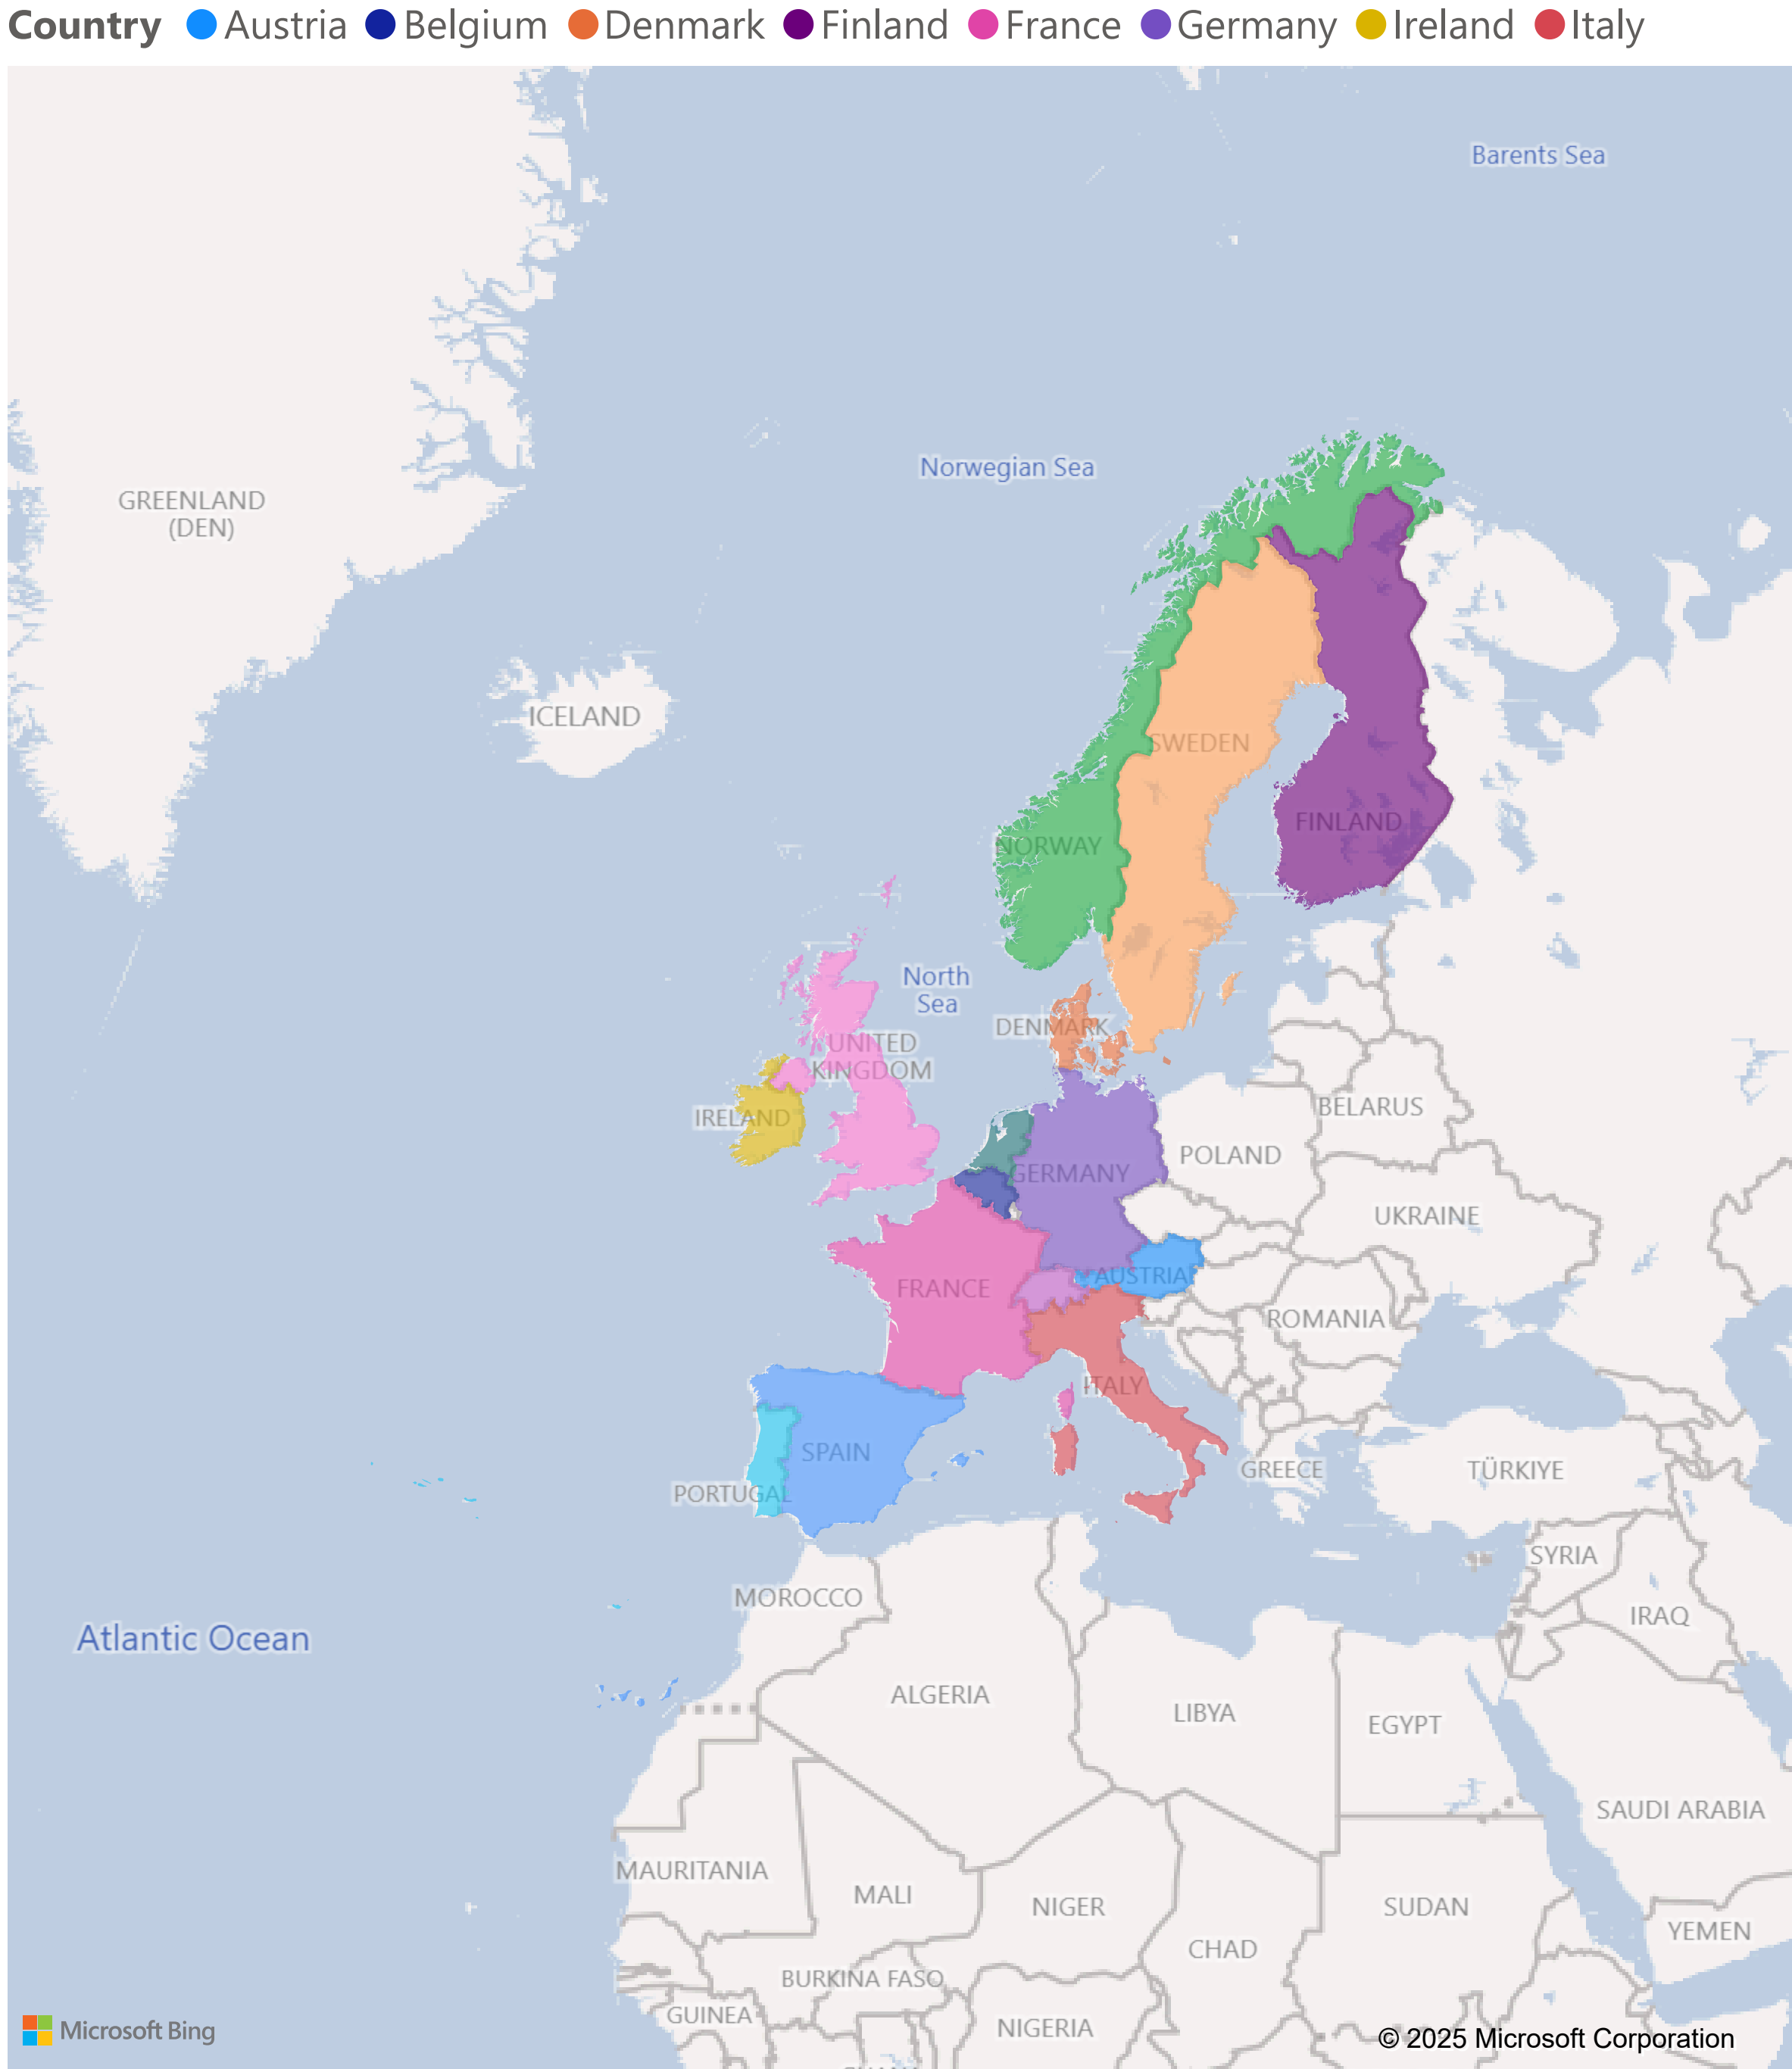 Country Austria Belgium Denmark Finland France Germany Ireland Italy
Barents Sea
Norwegian Sea
GREENLAND
(DEN)
ICELAND
SWEDEN
FINLAND
NORWAY
North
Sea
DENMARK
UNITED
KINGDOM
IRELAND
BELARUS
POLAND
GERMANY
UKRAINE
AUSTRIA
FRANCE
ROMANIA
ITALY
SPAIN
GREECE
TÜRKIYE
PORTUGAL
SYRIA
MOROCCO
IRAQ
Atlantic Ocean
ALGERIA
LIBYA
EGYPT
SAUDI ARABIA
MAURITANIA
MALI
NIGER
SUDAN
YEMEN
CHAD
BURKINA FASO
GUINEA
NIGERIA
Microsoft Bing
© 2025 Microsoft Corporation